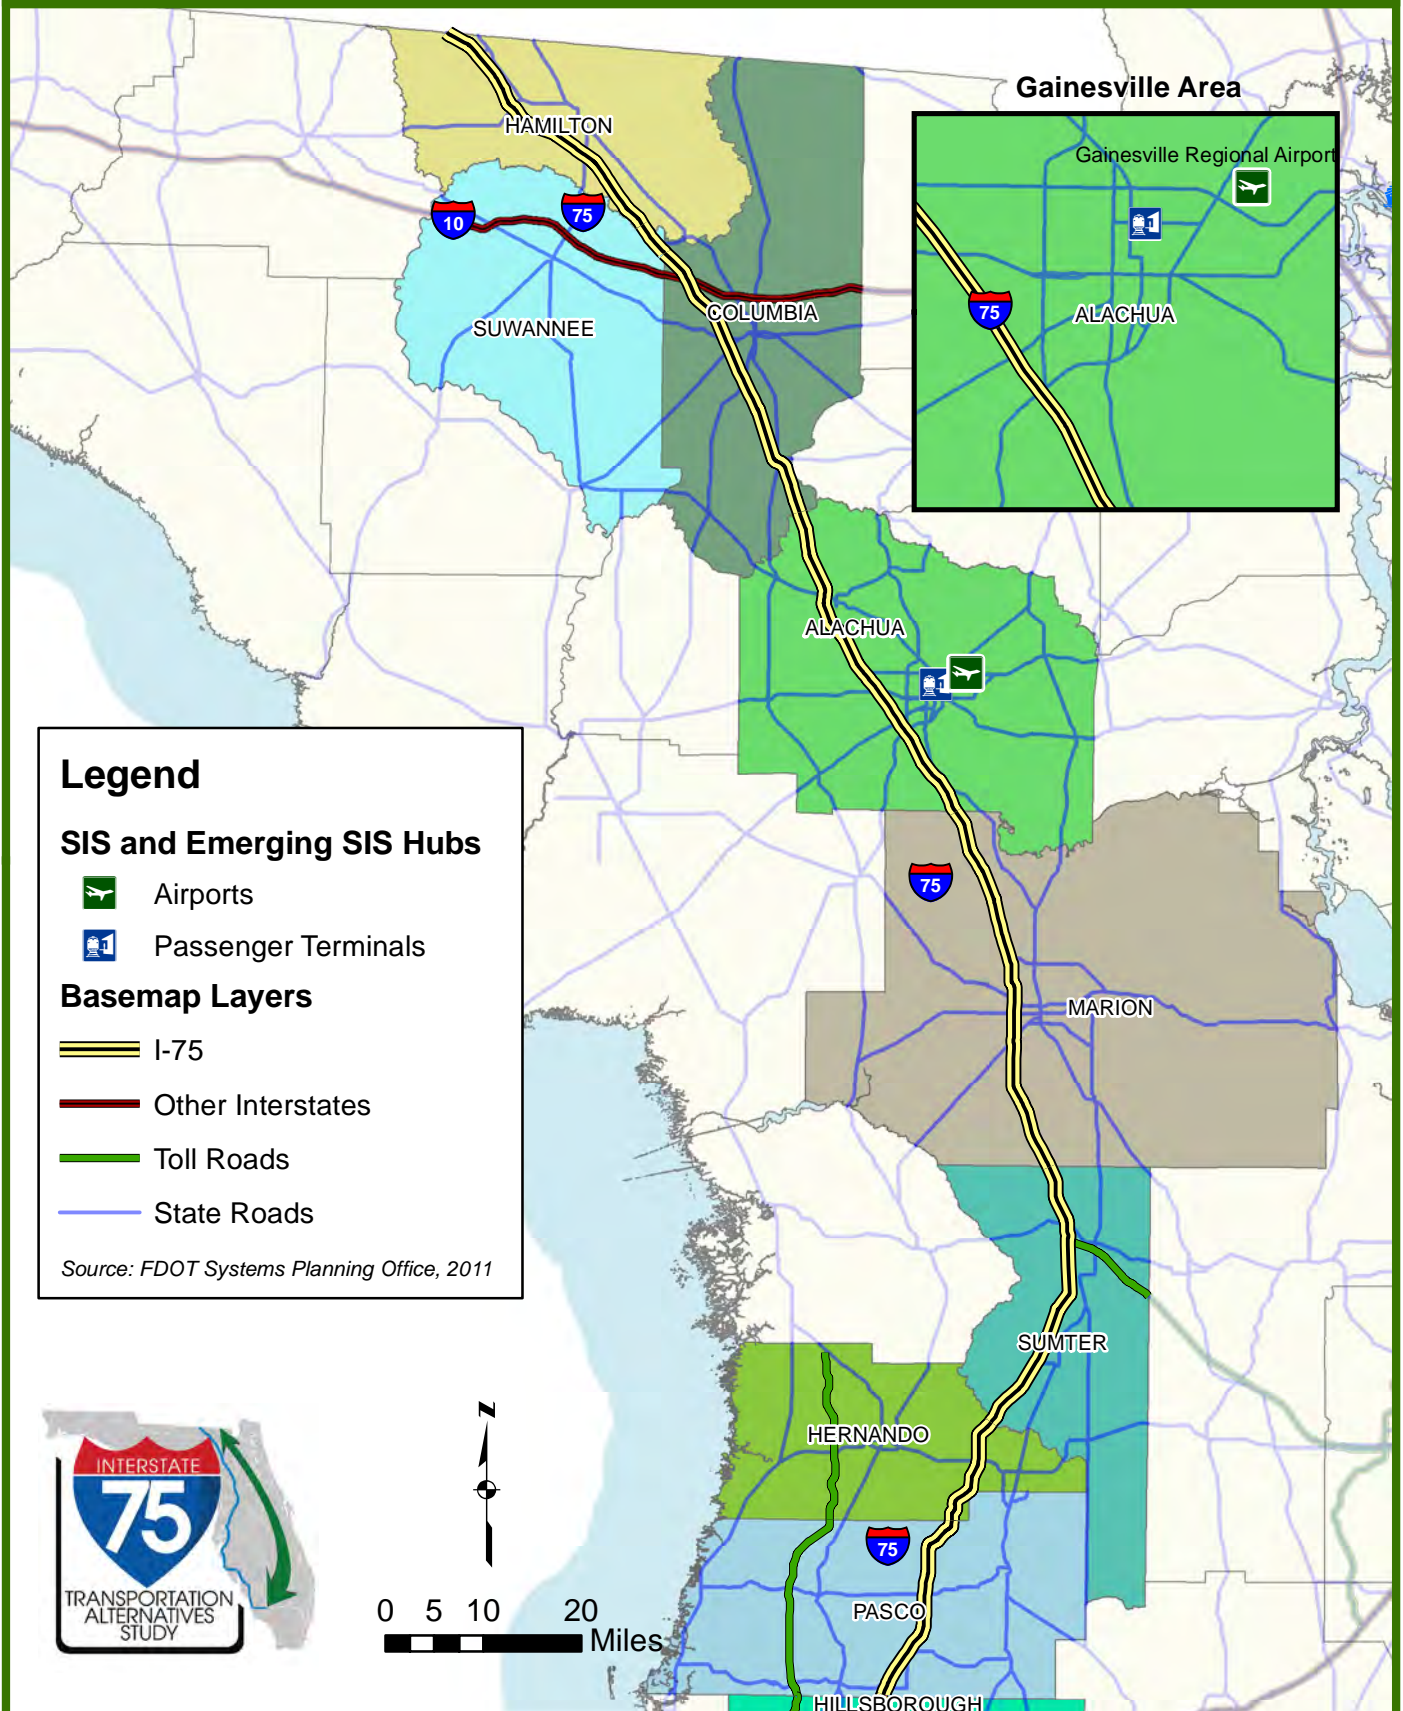 Gainesville Area
Gainesville Regional Airport
75
ALACHUA
HAMILTON
10
75
SUWANNEE
COLUMBIA
ALACHUA
75
MARION
SUMTER
HERNANDO
75
PASCO
HILLSBOROUGH
Legend
SIS and Emerging SIS Hubs
Airports
Passenger Terminals
Basemap Layers
I-75
Other Interstates
Toll Roads
State Roads
Source: FDOT Systems Planning Office, 2011
INTERSTATE
75
TRANSPORTATION
ALTERNATIVES
STUDY
N
0 5 10 20
Miles